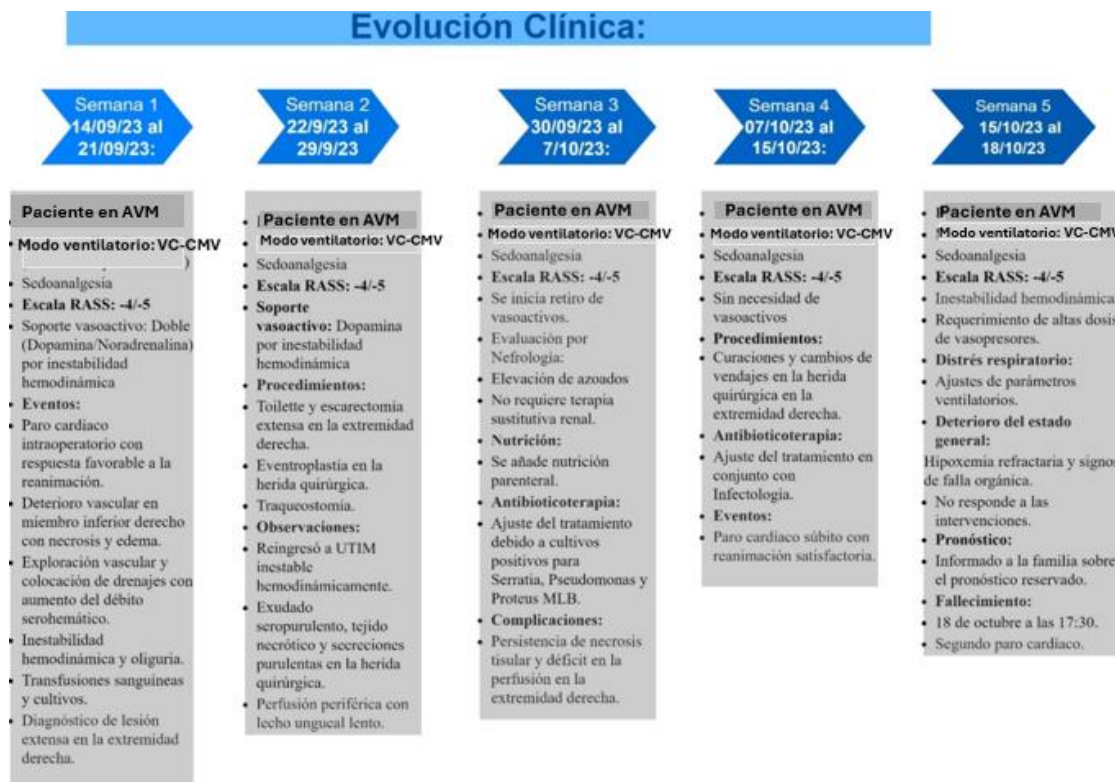 Evolución Clínica:
Semana 1
14/09/23 al
21/09/23:
Semana 2
22/9/23 al
29/9/23
Semana 3
30/09/23 al
7/10/23:
Semana 4
07/10/23 al
15/10/23:
Semana 5
15/10/23 al
18/10/23
Paciente en AVM
• Modo ventilatorio: VC-CMV
)
• Sedoanalgesia
• Escala RASS: -4/-5
• Soporte vasoactivo: Doble
(Dopamina/Noradrenalina)
por inestabilidad
hemodinámica
• Eventos:
• Paro cardiaco
intraoperatorio con
respuesta favorable a la
reanimación.
• Deterioro vascular en
miembro inferior derecho
con necrosis y edema.
• Exploración vascular y
colocación de drenajes con
aumento del débito
serohemático.
• Inestabilidad
hemodinámica y oliguria.
• Transfusiones sanguíneas
y cultivos.
• Diagnóstico de lesión
extensa en la extremidad
derecha.
• Paciente en AVM
• Modo ventilatorio: VC-CMV
• Sedoanalgesia
• Escala RASS: -4/-5
• Soporte
vasoactivo: Dopamina
por inestabilidad
hemodinámica
• Procedimientos:
• Toilette y escarectomía
extensa en la extremidad
derecha.
• Eventroplastia en la
herida quirúrgica.
• Traqueostomía.
• Observaciones:
• Reingresó a UTIM
inestable
hemodinámicamente.
• Exudado
seropurulento, tejido
necrótico y secreciones
purulentas en la herida
quirúrgica.
• Perfusión periférica con
lecho ungueal lento.
• Paciente en AVM
• Modo ventilatorio: VC-CMV
• Sedoanalgesia
• Escala RASS: -4/-5
• Se inicia retiro de
vasoactivos.
• Evaluación por
Nefrología:
• Elevación de azoados
• No requiere terapia
sustitutiva renal.
• Nutrición:
• Se añade nutrición
parenteral.
• Antibioticoterapia:
• Ajuste del tratamiento
debido a cultivos
positivos para
Serratia, Pseudomonas y
Proteus MLB.
• Complicaciones:
• Persistencia de necrosis
tisular y déficit en la
perfusión en la
extremidad derecha.
• Paciente en AVM
• Modo ventilatorio: VC-CMV
• Sedoanalgesia
• Escala RASS: -4/-5
• Sin necesidad de
vasoactivos
• Procedimientos:
• Curaciones y cambios de
vendajes en la herida
quirúrgica en la
extremidad derecha.
• Antibioticoterapia:
• Ajuste del tratamiento en
conjunto con
Infectología.
• Eventos:
• Paro cardíaco súbito con
reanimación satisfactoria.
• Paciente en AVM
• Modo ventilatorio: VC-CMV
• Sedoanalgesia
• Escala RASS: -4/-5
• Inestabilidad hemodinámica
• Requerimiento de altas dosis
de vasopresores.
• Distrés respiratorio:
• Ajustes de parámetros
ventilatorios.
• Deterioro del estado
general:
Hipoxemia refractaria y signos
de falla orgánica.
• No responde a las
intervenciones.
• Pronóstico:
• Informado a la familia sobre
el pronóstico reservado.
• Fallecimiento:
• 18 de octubre a las 17:30.
• Segundo paro cardíaco.